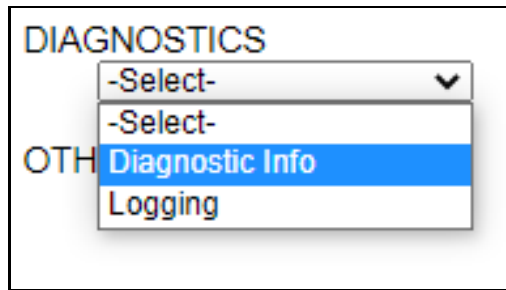 DIAGNOSTICS
-Select-
-Select-
OTH Diagnostic Info
Logging